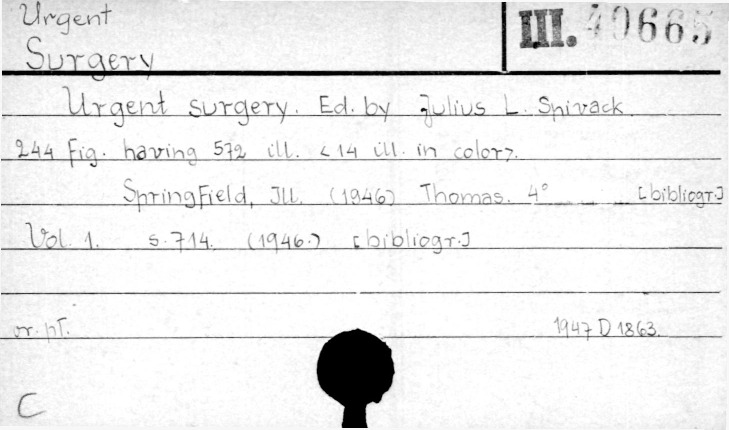 Urgent
III. 40665
Surgery
Urgent surgery. Ed. by Julius L. Spivack.
244 fig. having 572 ill. <14 ill. in color>.
Springfield, Ill. (1946) Thomas. 4° [bibliogr.]
Vol. 1. s. 714. (1946.) [bibliogr.]
1947 D 1863.
C